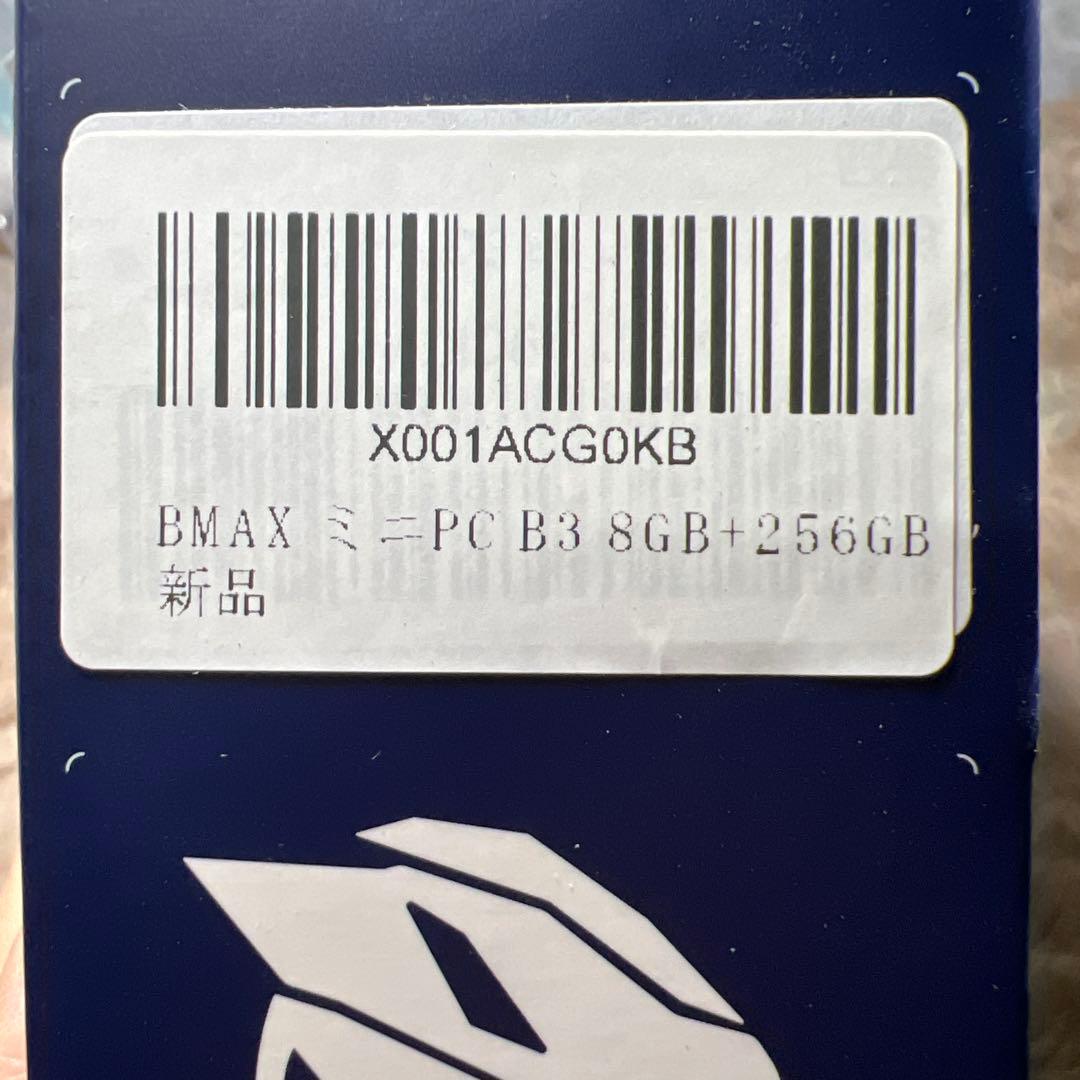 X001ACG0KB
BMAX ミニPC B3 8GB+256GB
新品